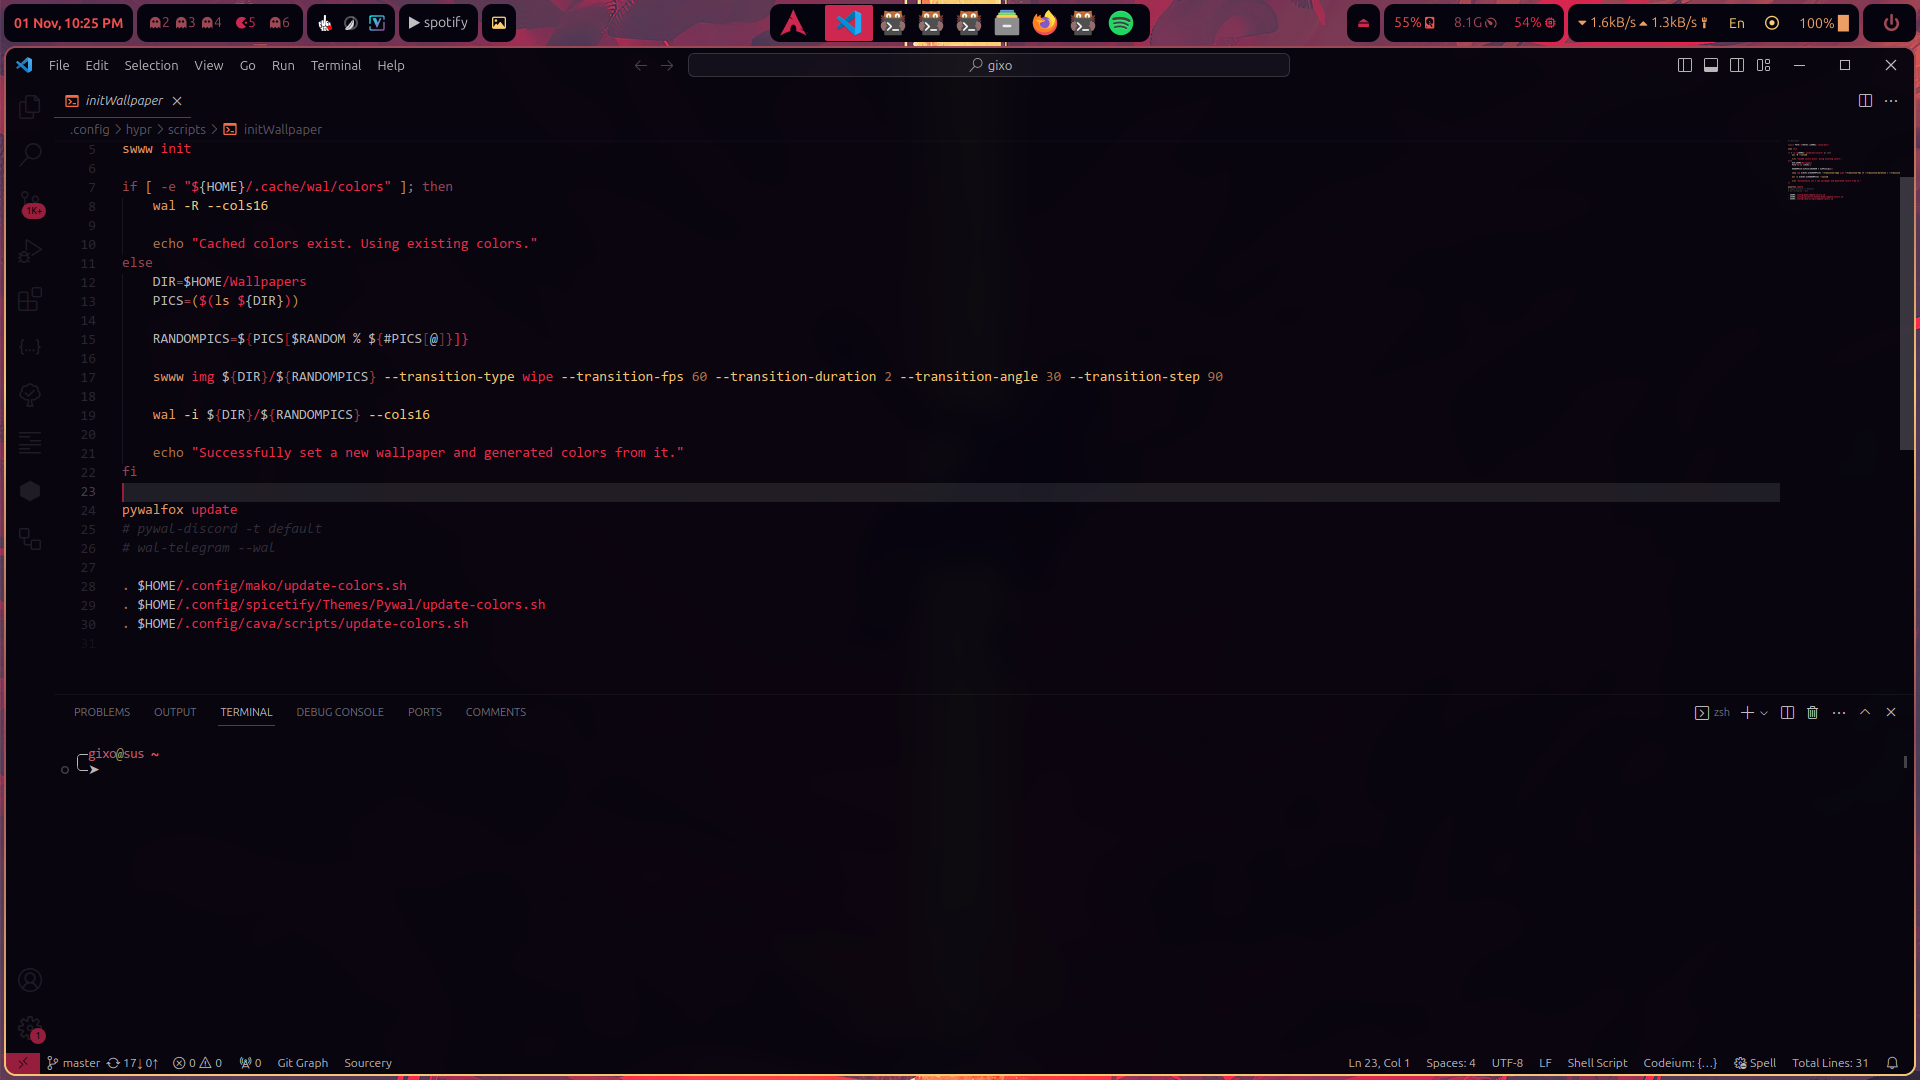 01 Nov, 10:25 PM
2 3 4 5 6
spotify
55% 8.1G 54%
1.6kB/s 1.3kB/s
En
100%
File Edit Selection View Go Run Terminal Help
gixo
initWallpaper
.config > hypr > scripts > initWallpaper
1K+
5 swww init
6
7 if [ -e "${HOME}/.cache/wal/colors" ]; then
8 wal -R --cols16
9
10 echo "Cached colors exist. Using existing colors."
11 else
12 DIR=$HOME/Wallpapers
13 PICS=($(ls ${DIR}))
14
15 RANDOMPICS=${PICS[$RANDOM % ${#PICS[@]}]}
16
17 swww img ${DIR}/${RANDOMPICS} --transition-type wipe --transition-fps 60 --transition-duration 2 --transition-angle 30 --transition-step 90
18
19 wal -i ${DIR}/${RANDOMPICS} --cols16
20
21 echo "Successfully set a new wallpaper and generated colors from it."
22 fi
23
24 pywalfox update
25 # pywal-discord -t default
26 # wal-telegram --wal
27
28 . $HOME/.config/mako/update-colors.sh
29 . $HOME/.config/spicetify/Themes/Pywal/update-colors.sh
30 . $HOME/.config/cava/scripts/update-colors.sh
31
PROBLEMS OUTPUT TERMINAL DEBUG CONSOLE PORTS COMMENTS
zsh
gixo@sus ~
1
master 17↓ 0↑ 0 0 0 Git Graph Sourcery
Ln 23, Col 1 Spaces: 4 UTF-8 LF Shell Script Codeium: {...} Spell Total Lines: 31